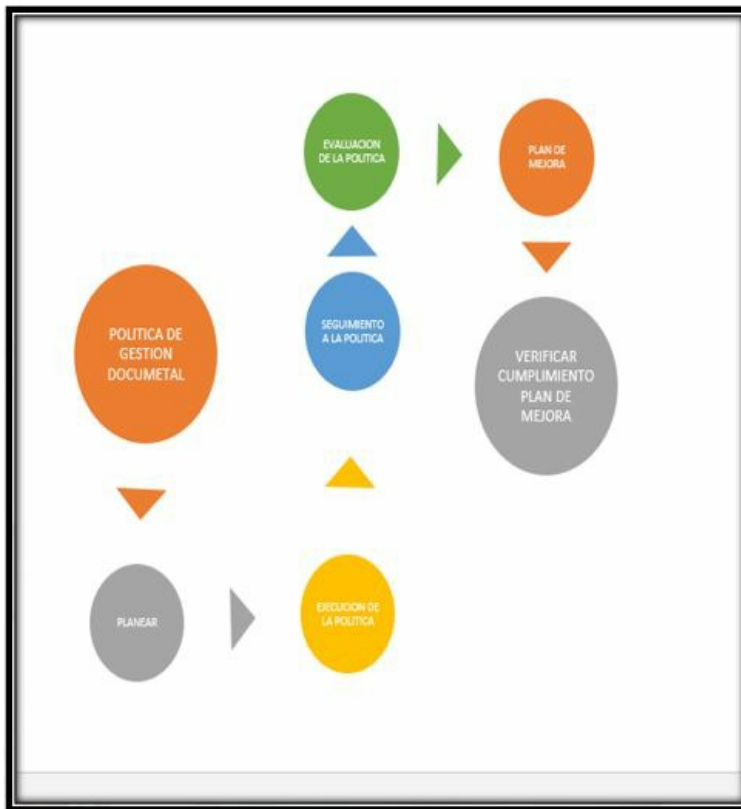 POLITICA DE
GESTION
DOCUMETAL
PLANEAR
EJECUCION DE
LA POLITICA
SEGUIMIENTO
A LA POLITICA
EVALUACION
DE LA POLITICA
PLAN DE
MEJORA
VERIFICAR
CUMPLIMIENTO
PLAN DE
MEJORA